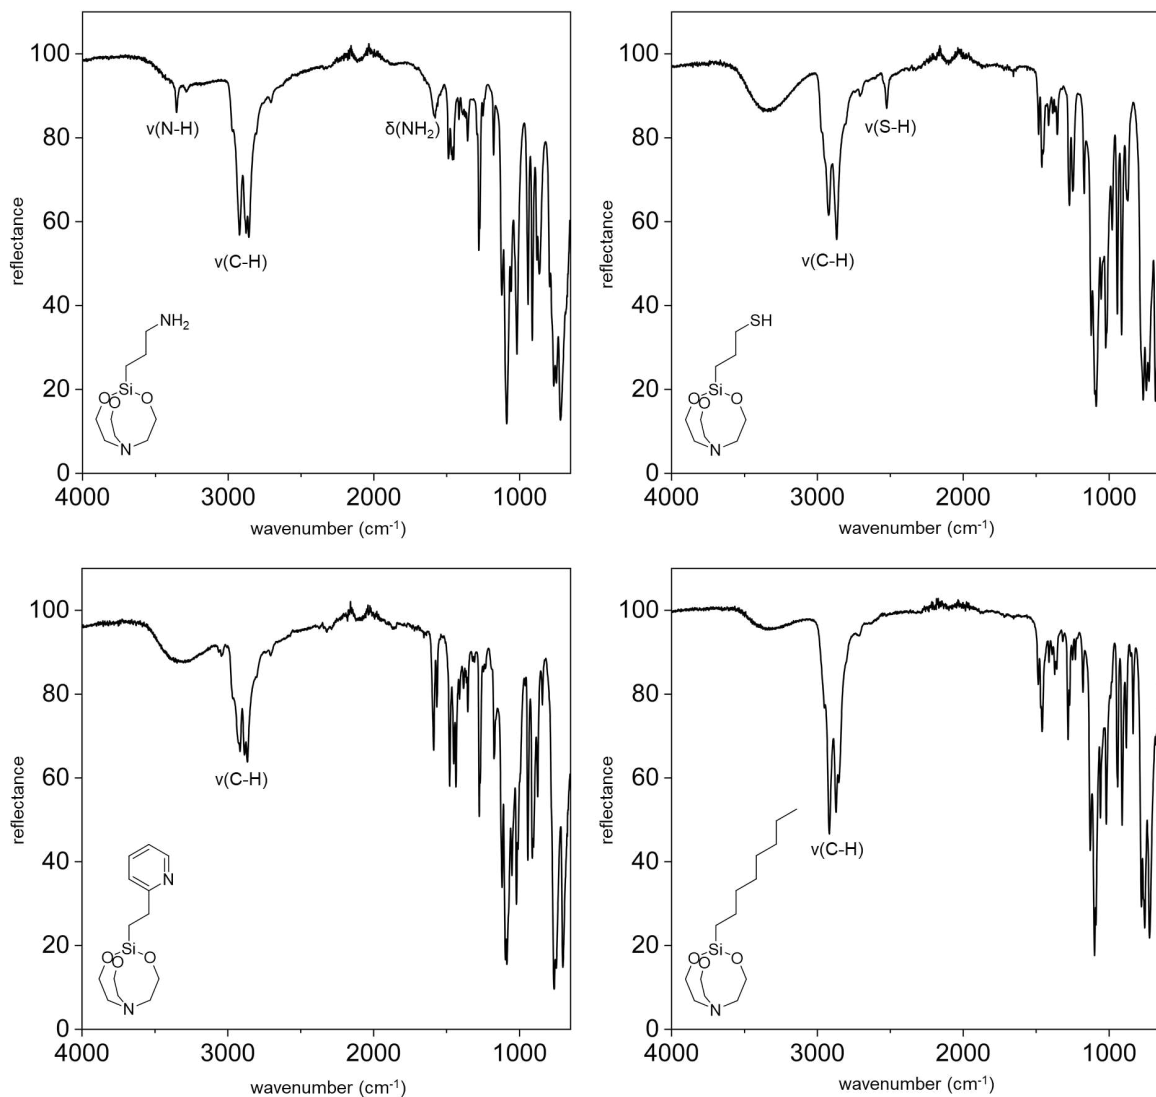 100
80
60
40
20
0
reflectance
ν(N-H)
δ(NH₂)
ν(C-H)
NH₂
Si
O
O
O
N
4000
3000
2000
1000
wavenumber (cm⁻¹)
100
80
60
40
20
0
reflectance
ν(S-H)
ν(C-H)
SH
Si
O
O
O
N
4000
3000
2000
1000
wavenumber (cm⁻¹)
100
80
60
40
20
0
reflectance
ν(C-H)
N
Si
O
O
O
N
4000
3000
2000
1000
wavenumber (cm⁻¹)
100
80
60
40
20
0
reflectance
ν(C-H)
Si
O
O
O
N
4000
3000
2000
1000
wavenumber (cm⁻¹)